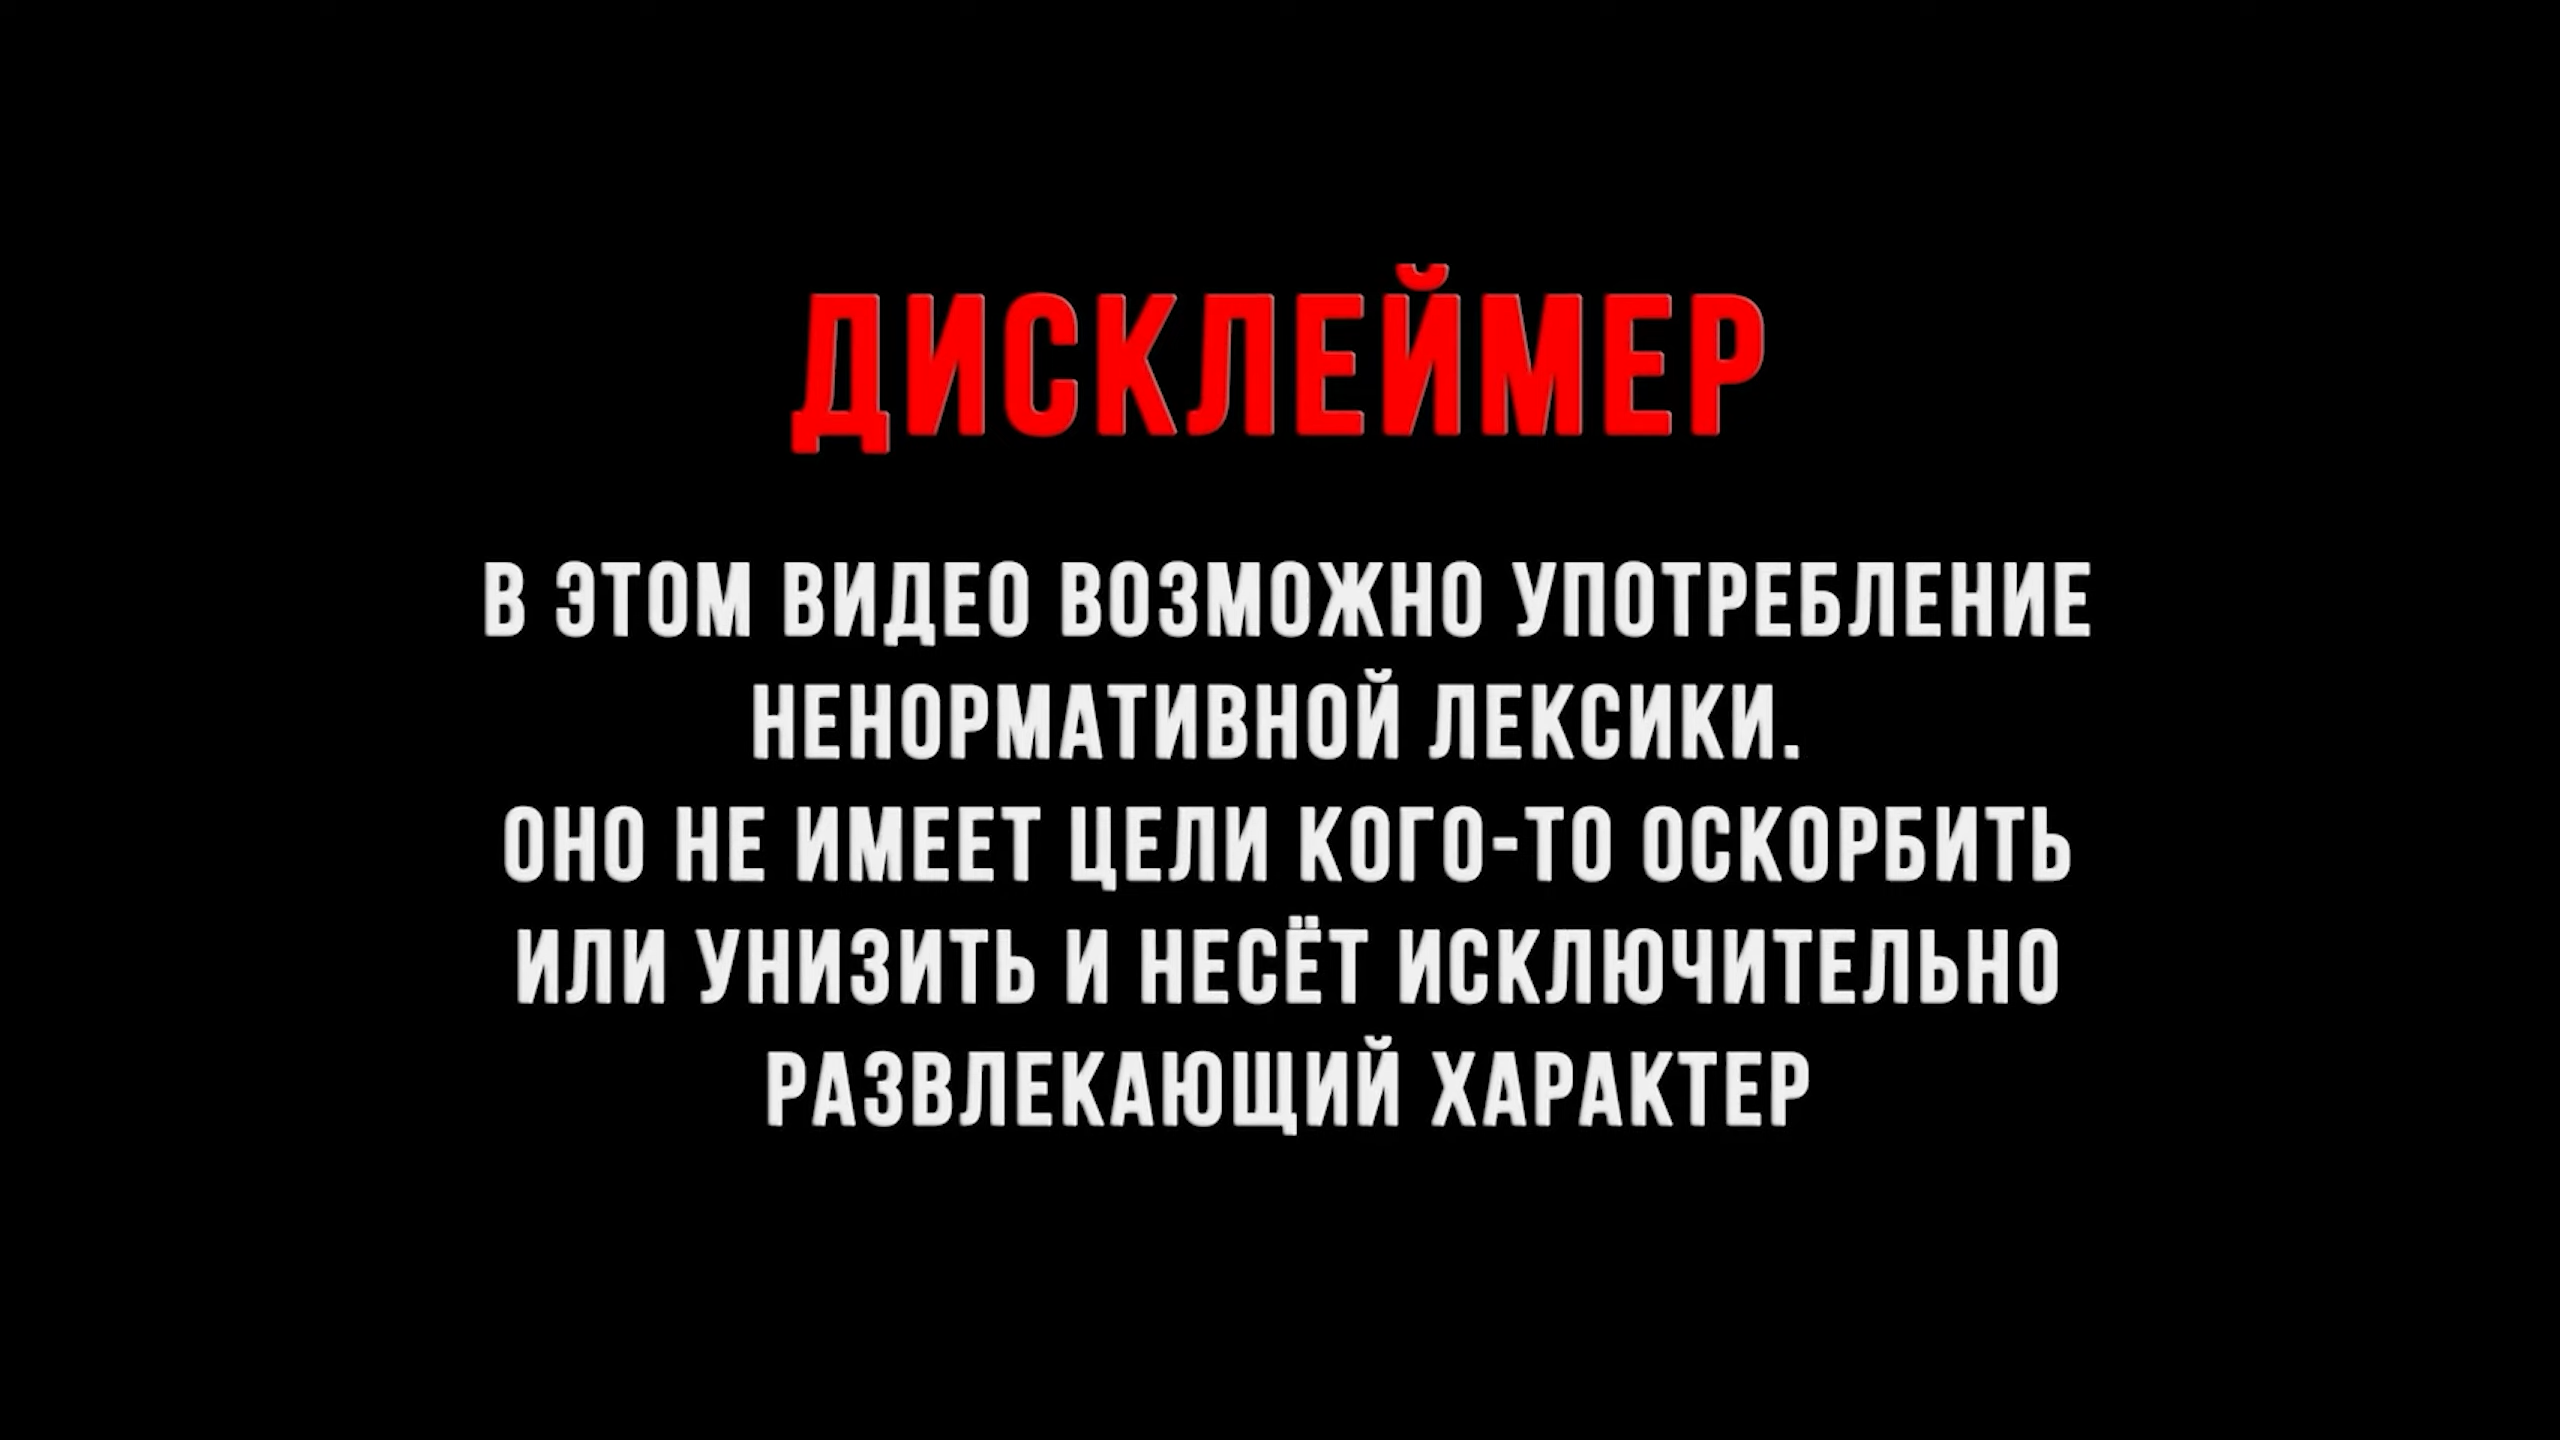 ДИСКЛЕЙМЕР
В ЭТОМ ВИДЕО ВОЗМОЖНО УПОТРЕБЛЕНИЕ
НЕНОРМАТИВНОЙ ЛЕКСИКИ.
ОНО НЕ ИМЕЕТ ЦЕЛИ КОГО-ТО ОСКОРБИТЬ
ИЛИ УНИЗИТЬ И НЕСЁТ ИСКЛЮЧИТЕЛЬНО
РАЗВЛЕКАЮЩИЙ ХАРАКТЕР